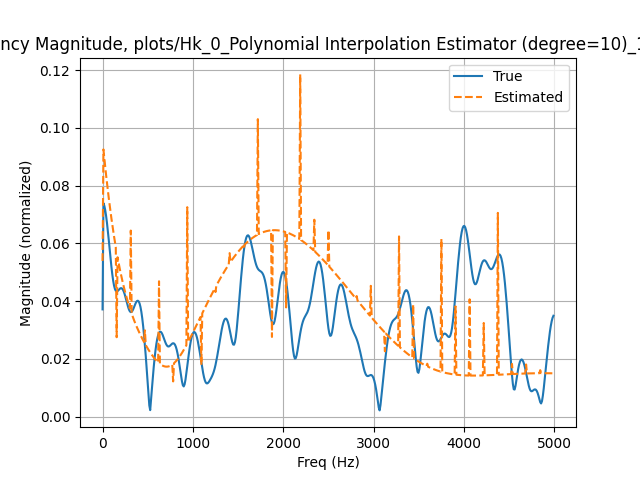 ncy Magnitude, plots/Hk_0_Polynomial Interpolation Estimator (degree=10)_1
True
Estimated
0.12
0.10
0.08
0.06
0.04
0.02
0.00
Magnitude (normalized)
0
1000
2000
3000
4000
5000
Freq (Hz)